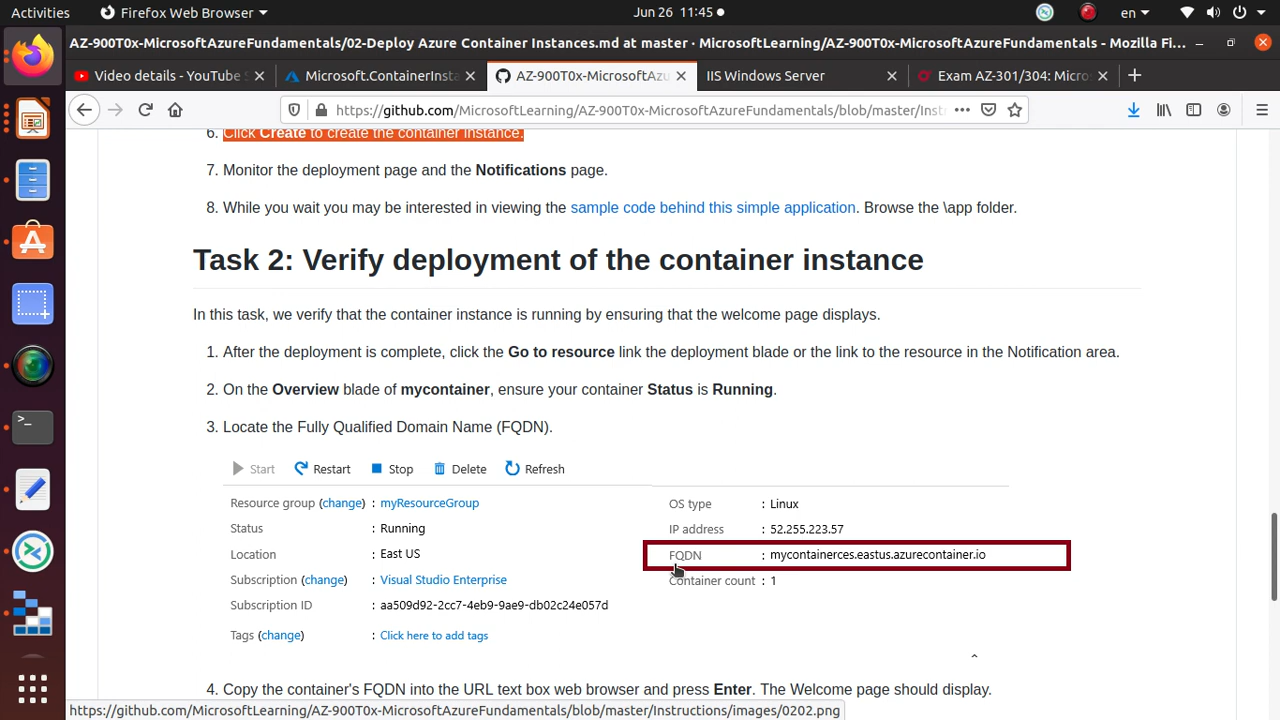 Activities
Firefox Web Browser
Jun 26 11:45
en
AZ-900T0x-MicrosoftAzureFundamentals/02-Deploy Azure Container Instances.md at master · MicrosoftLearning/AZ-900T0x-MicrosoftAzureFundamentals - Mozilla Fi...
Video details - YouTube S
Microsoft.ContainerInsta
AZ-900T0x-MicrosoftAzu
IIS Windows Server
Exam AZ-301/304: Micros
https://github.com/MicrosoftLearning/AZ-900T0x-MicrosoftAzureFundamentals/blob/master/Inst
6. Click Create to create the container instance.
7. Monitor the deployment page and the Notifications page.
8. While you wait you may be interested in viewing the sample code behind this simple application. Browse the \app folder.
Task 2: Verify deployment of the container instance
In this task, we verify that the container instance is running by ensuring that the welcome page displays.
1. After the deployment is complete, click the Go to resource link the deployment blade or the link to the resource in the Notification area.
2. On the Overview blade of mycontainer, ensure your container Status is Running.
3. Locate the Fully Qualified Domain Name (FQDN).
Start Restart Stop Delete Refresh
Resource group (change) : myResourceGroup
Status : Running
Location : East US
Subscription (change) : Visual Studio Enterprise
Subscription ID : aa509d92-2cc7-4eb9-9ae9-db02c24e057d
Tags (change) : Click here to add tags
OS type : Linux
IP address : 52.255.223.57
FQDN : mycontainerces.eastus.azurecontainer.io
Container count : 1
4. Copy the container's FQDN into the URL text box web browser and press Enter. The Welcome page should display.
https://github.com/MicrosoftLearning/AZ-900T0x-MicrosoftAzureFundamentals/blob/master/Instructions/images/0202.png